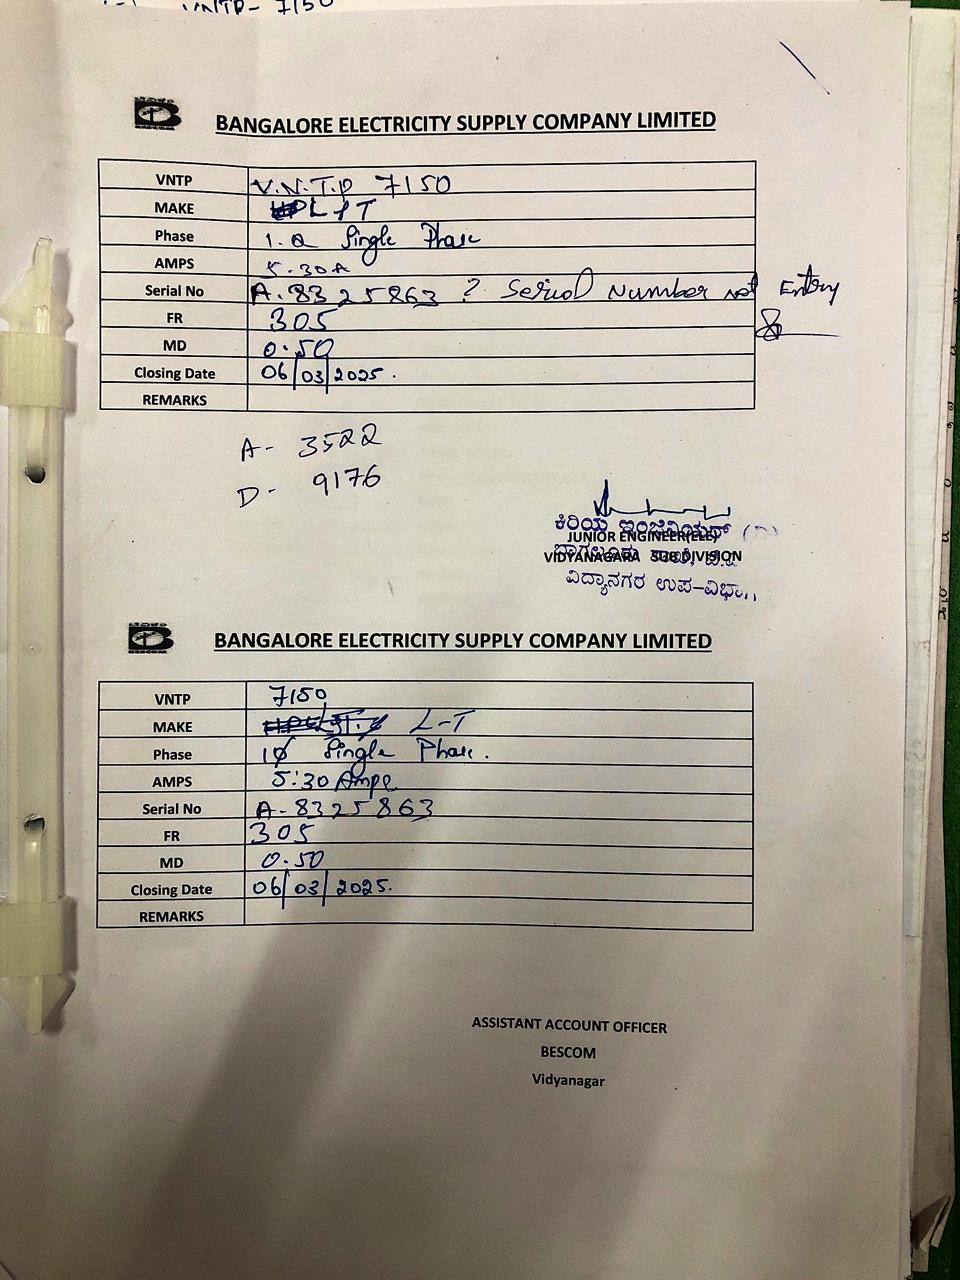 VNTP- 7150
BESCOM
BANGALORE ELECTRICITY SUPPLY COMPANY LIMITED
VNTP V.N.T.P 7150
MAKE L&T
Phase 1.Q Single Phase
AMPS 5.30A
Serial No A.8325863 ? Serial Number not Entry
FR 305
MD 0.50
Closing Date 06/03/2025.
REMARKS
A- 3522
D- 9176
ಕಿರಿಯ ಇಂಜಿನಿಯರ್
JUNIOR ENGINEER(ELE)
VIDYANAGARA SUB DIVISION
ವಿದ್ಯಾನಗರ ಉಪ-ವಿಭಾ
BESCOM
BANGALORE ELECTRICITY SUPPLY COMPANY LIMITED
VNTP 7150
MAKE L-T
Phase 1φ Single Phase.
AMPS 5:30 Amps
Serial No A-8325863
FR 305
MD 0.50
Closing Date 06/03/2025.
REMARKS
ASSISTANT ACCOUNT OFFICER
BESCOM
Vidyanagar